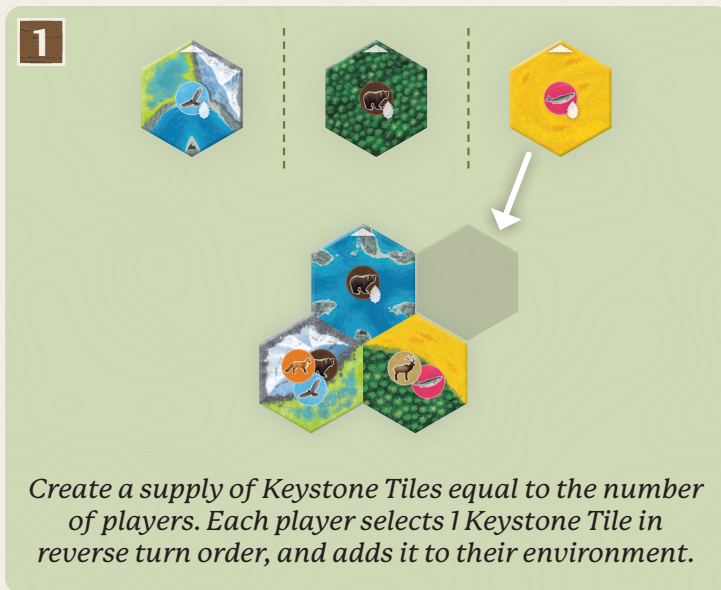 1
Create a supply of Keystone Tiles equal to the number
of players. Each player selects 1 Keystone Tile in
reverse turn order, and adds it to their environment.